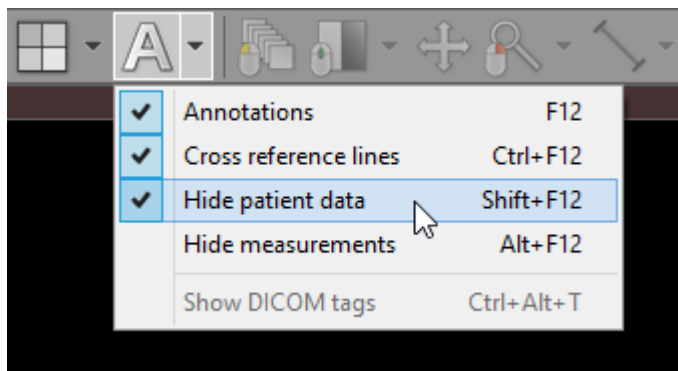 A
Annotations F12
Cross reference lines Ctrl+F12
Hide patient data Shift+F12
Hide measurements Alt+F12
Show DICOM tags Ctrl+Alt+T